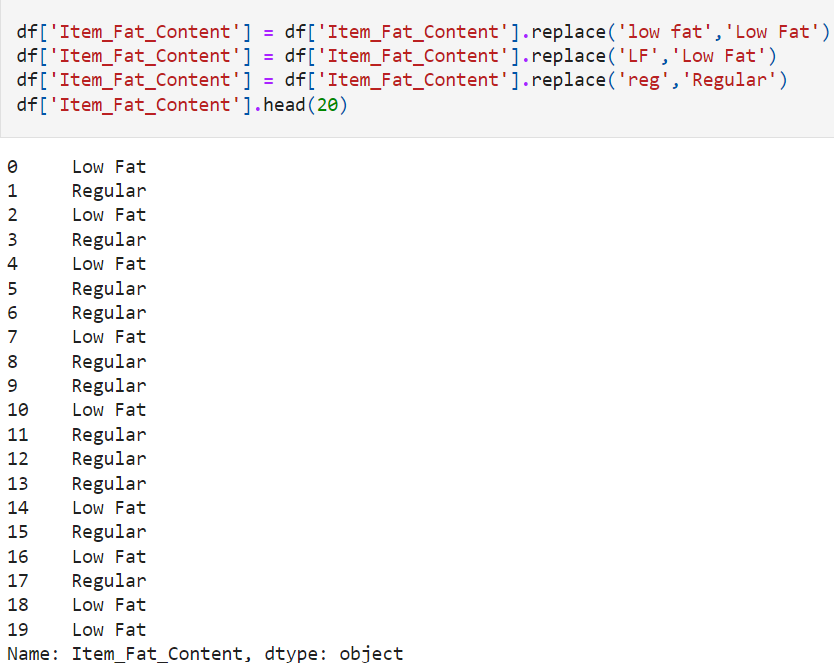 df['Item_Fat_Content'] = df['Item_Fat_Content'].replace('low fat','Low Fat')
df['Item_Fat_Content'] = df['Item_Fat_Content'].replace('LF','Low Fat')
df['Item_Fat_Content'] = df['Item_Fat_Content'].replace('reg','Regular')
df['Item_Fat_Content'].head(20)
0     Low Fat
1     Regular
2     Low Fat
3     Regular
4     Low Fat
5     Regular
6     Regular
7     Low Fat
8     Regular
9     Regular
10    Low Fat
11    Regular
12    Regular
13    Regular
14    Low Fat
15    Regular
16    Low Fat
17    Regular
18    Low Fat
19    Low Fat
Name: Item_Fat_Content, dtype: object